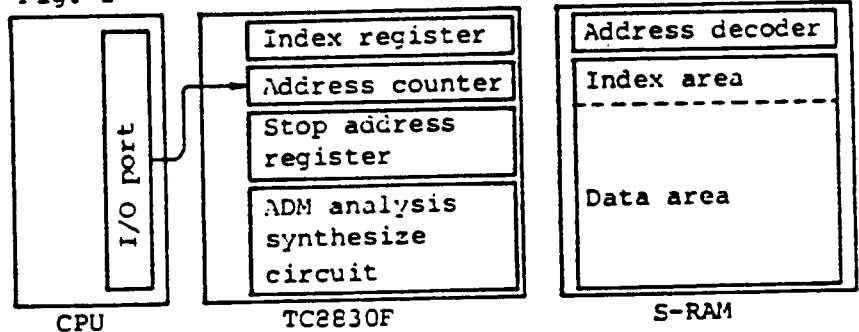 Index register
Address decoder
Address counter
Index area
Stop address
register
I/O port
Data area
ADM analysis
synthesize
circuit
CPU
TC8830F
S-RAM